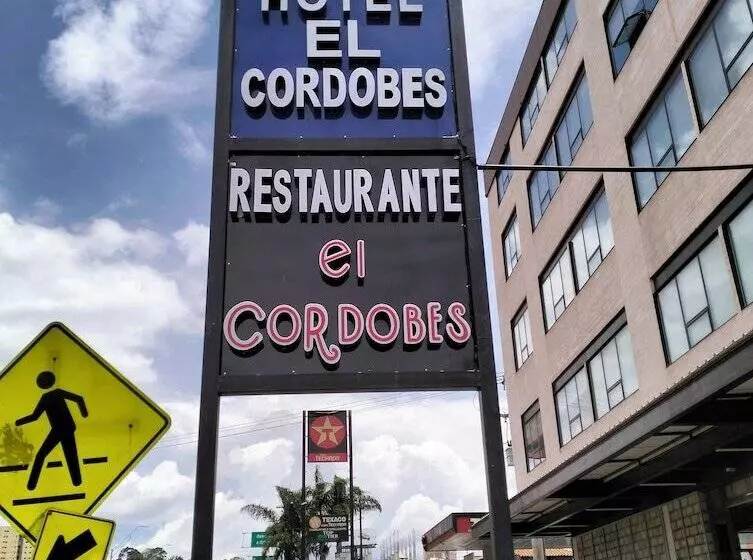 HOTEL
EL
CORDOBES
RESTAURANTE
el
CORDOBES
TEXACO